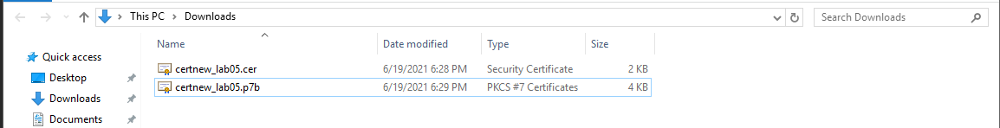 This PC > Downloads
Search Downloads
Name Date modified Type Size
Quick access
certnew_lab05.cer 6/19/2021 6:28 PM Security Certificate 2 KB
Desktop
certnew_lab05.p7b 6/19/2021 6:29 PM PKCS #7 Certificates 4 KB
Downloads
Documents